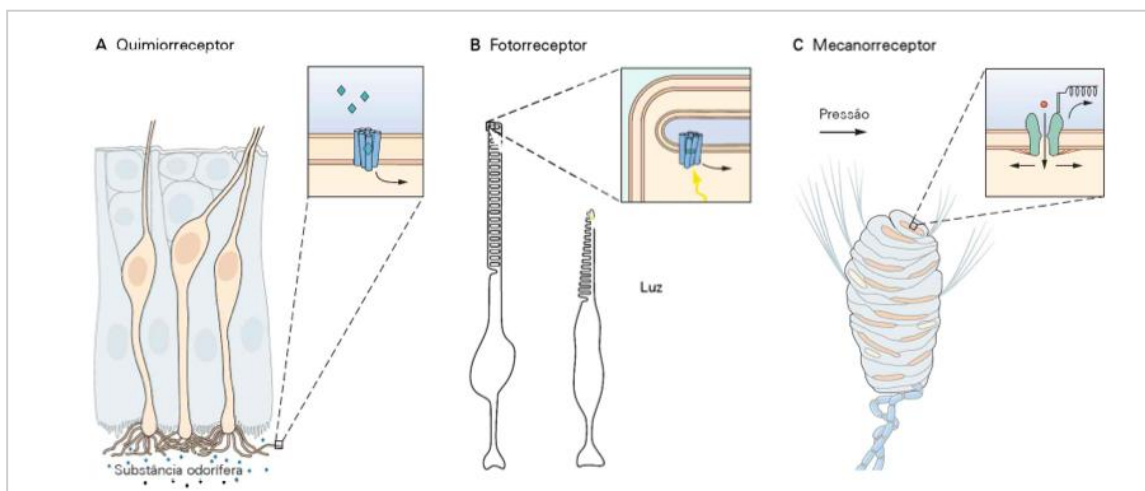 A Quimiorreceptor
B Fotorreceptor
C Mecanorreceptor
Pressão
Luz
Substância odorífera